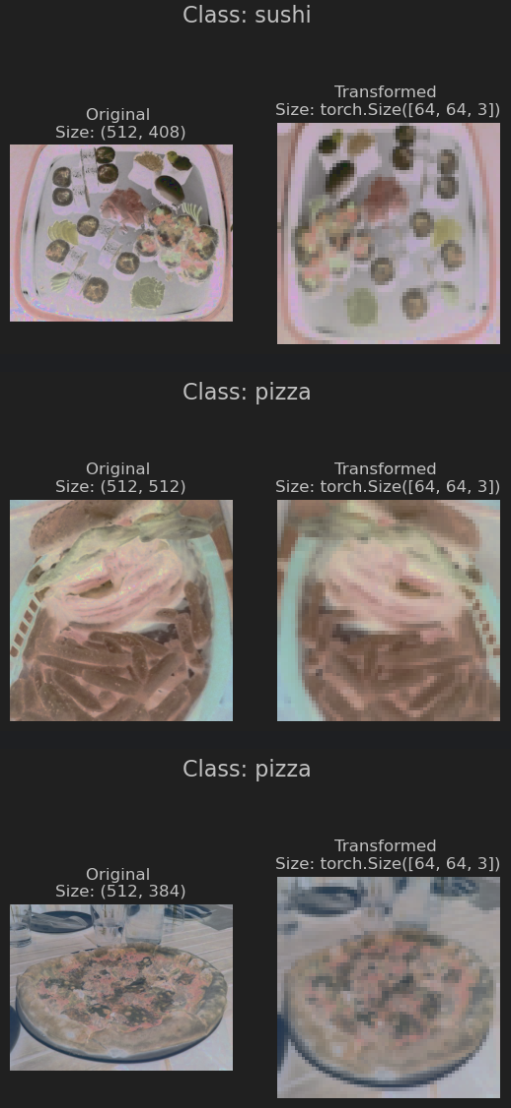 Class: sushi
Original
Size: (512, 408)
Transformed
Size: torch.Size([64, 64, 3])
Class: pizza
Original
Size: (512, 512)
Transformed
Size: torch.Size([64, 64, 3])
Class: pizza
Original
Size: (512, 384)
Transformed
Size: torch.Size([64, 64, 3])